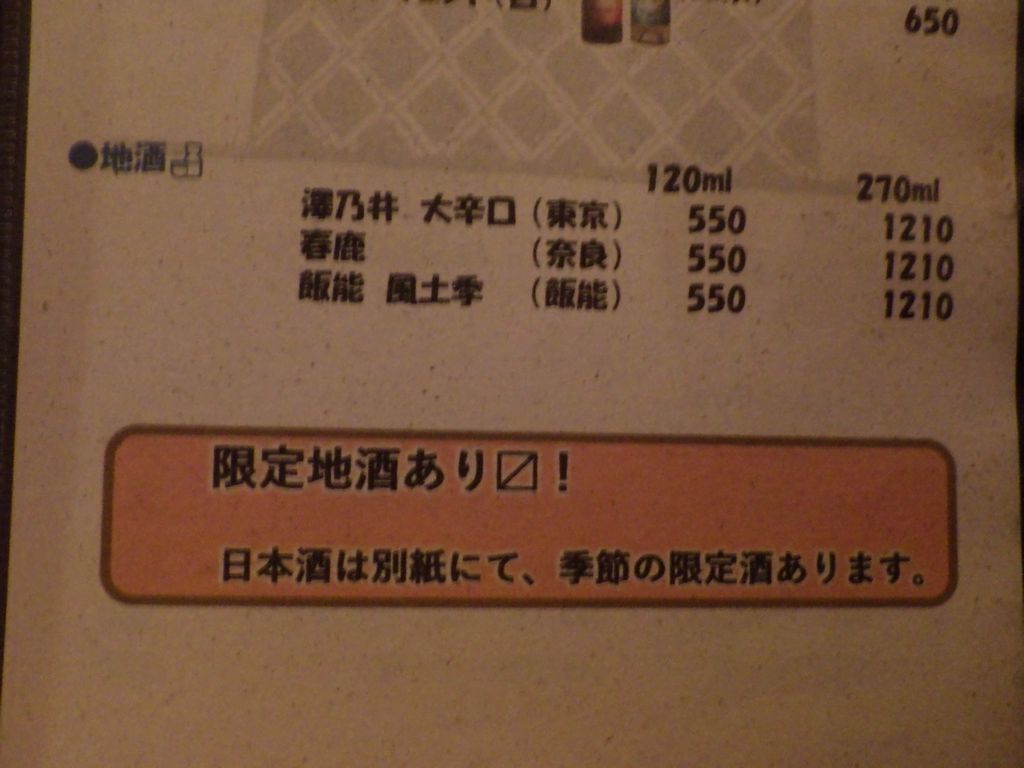 650
●地酒
120ml 270ml
澤乃井 大辛口 (東京) 550 1210
春鹿 (奈良) 550 1210
飯能 風土季 (飯能) 550 1210
限定地酒あり〼!
日本酒は別紙にて、季節の限定酒あります。